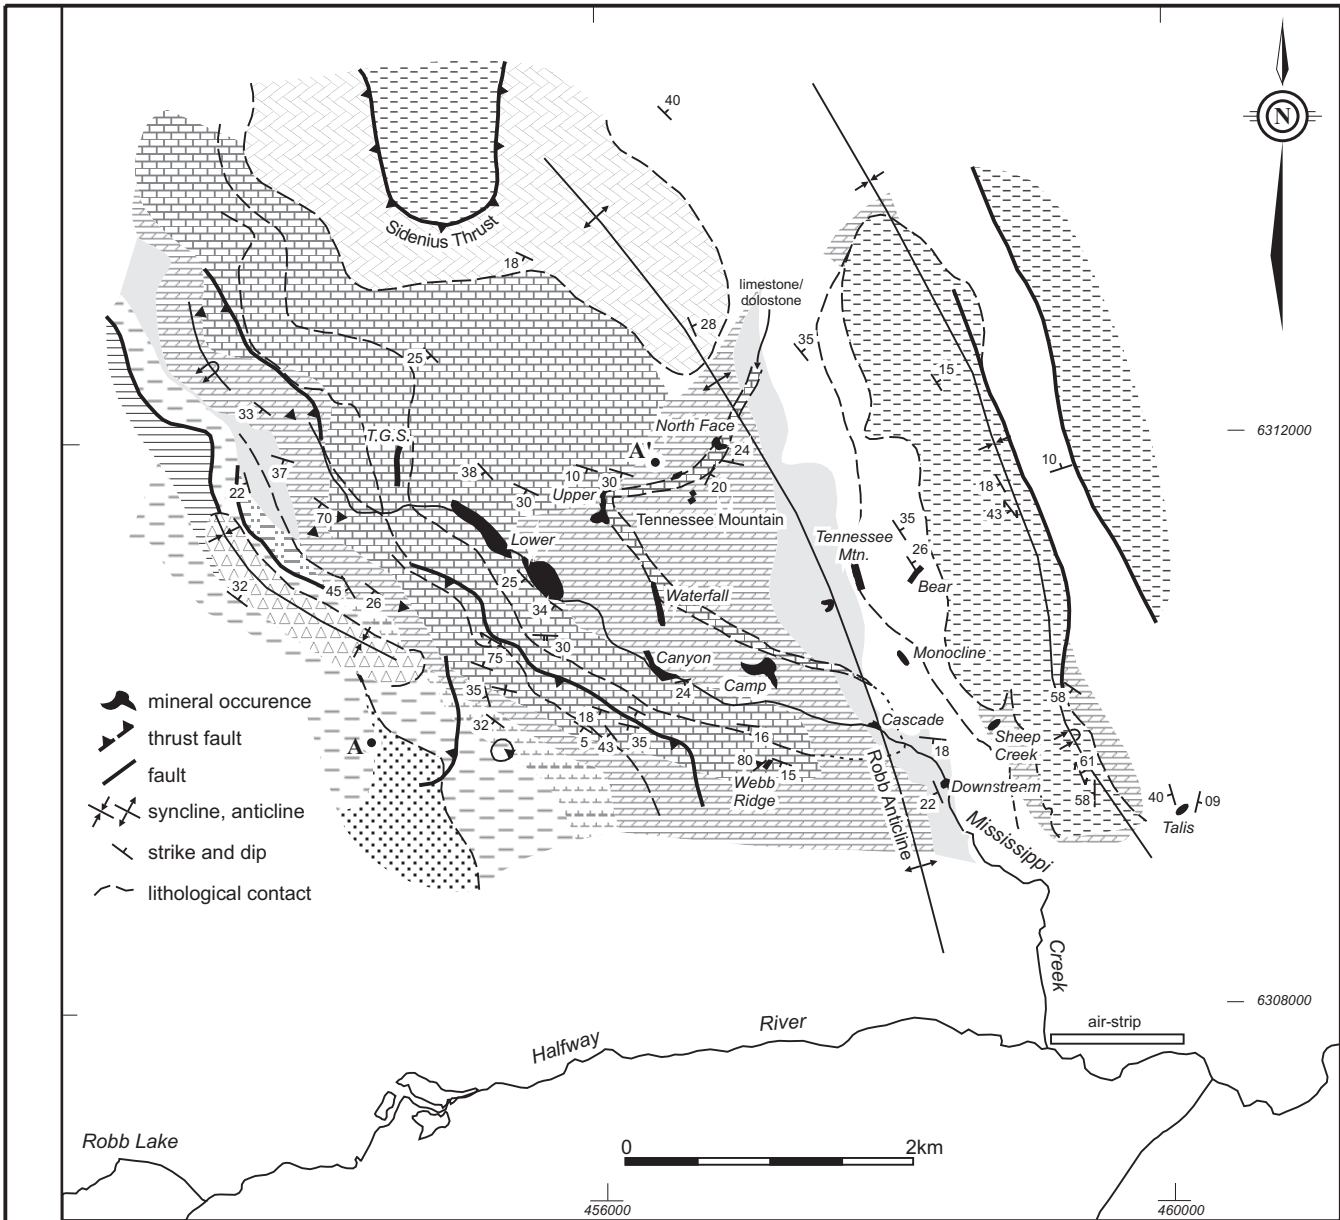 N
40
Sidenius Thrust
18
28
limestone/
dolostone
35
25
15
33
T.G.S.
North Face
A'
24
6312000
10
37
38
10
30
22
30
Upper
20
18
43
Tennessee Mountain
70
35
Tennessee
Mtn.
Lower
26
Bear
32
45
26
25
34
Waterfall
30
75
Canyon
Monocline
24
Camp
58
35
mineral occurence
32
18
5
43
35
16
Cascade
Sheep
Creek
thrust fault
A
80
15
18
61
Webb
Ridge
Robb Anticline
Downstream
fault
22
58
40
09
Talis
syncline, anticline
Mississippi
strike and dip
lithological contact
Creek
6308000
air-strip
Halfway
River
Robb Lake
0
2km
456000
460000